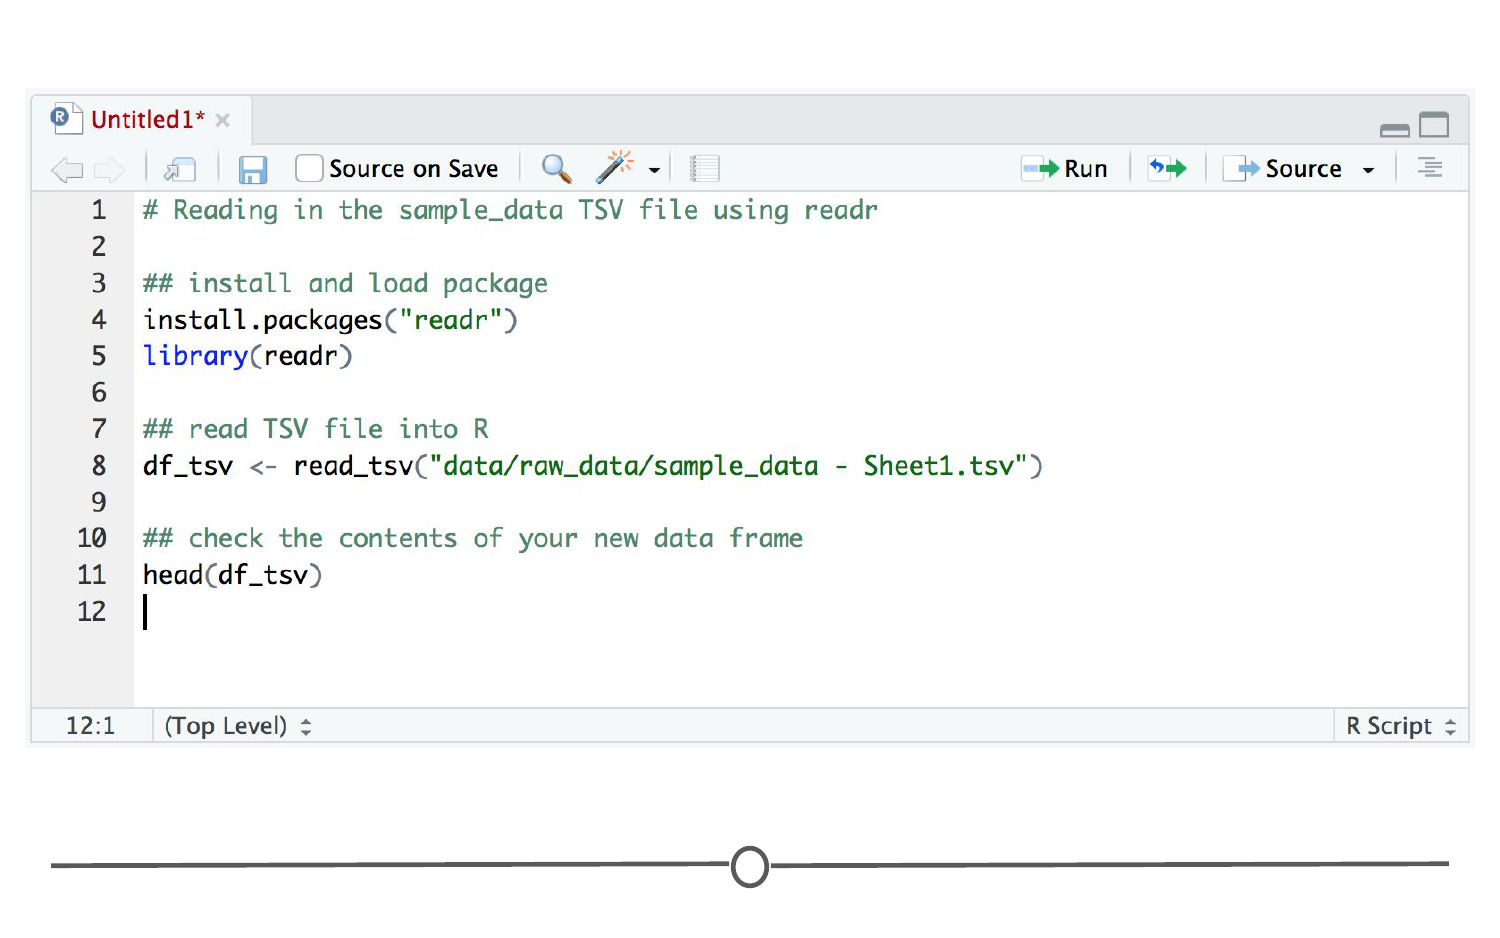 Untitled1*
Source on Save
Run
Source
1 # Reading in the sample_data TSV file using readr
2
3 ## install and load package
4 install.packages("readr")
5 library(readr)
6
7 ## read TSV file into R
8 df_tsv <- read_tsv("data/raw_data/sample_data - Sheet1.tsv")
9
10 ## check the contents of your new data frame
11 head(df_tsv)
12
12:1 (Top Level) R Script